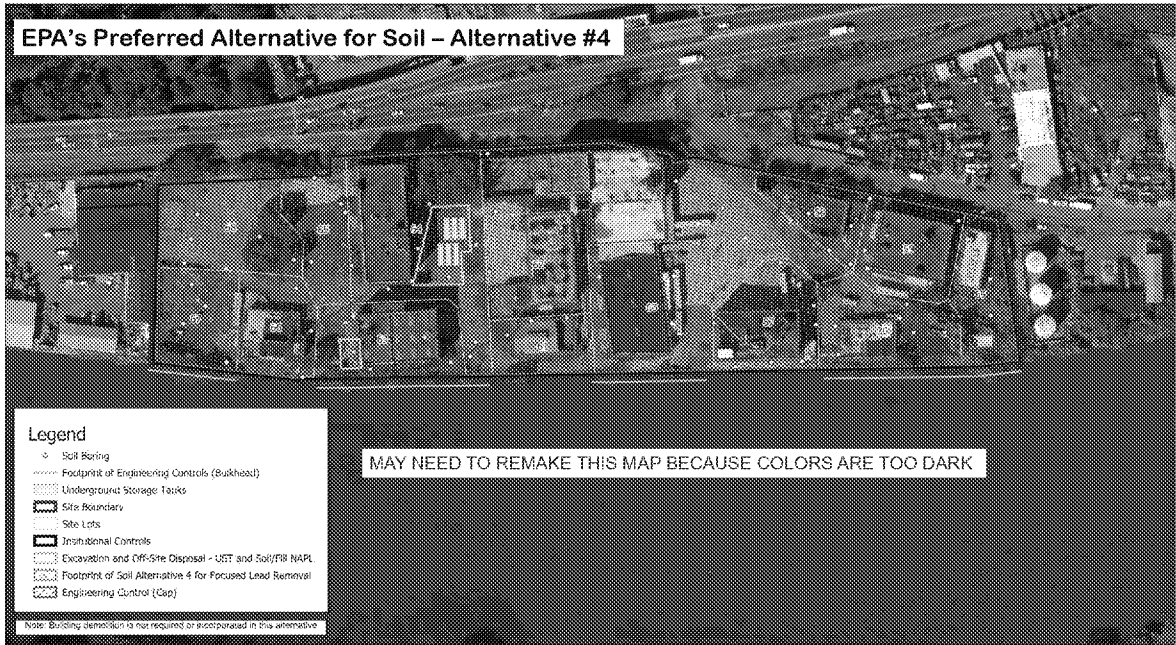 EPA's Preferred Alternative for Soil – Alternative #4
Legend
Soil Boring
Footprint of Engineering Controls (Bulkhead)
Underground Storage Tanks
Site Boundary
Site Lots
Institutional Controls
Excavation and Off-Site Disposal - UST and Soil/Fill NAPL
Footprint of Soil Alternative 4 for Focused Lead Removal
Engineering Control (Cap)
Note: Building demolition is not required or incorporated in this alternative
MAY NEED TO REMAKE THIS MAP BECAUSE COLORS ARE TOO DARK